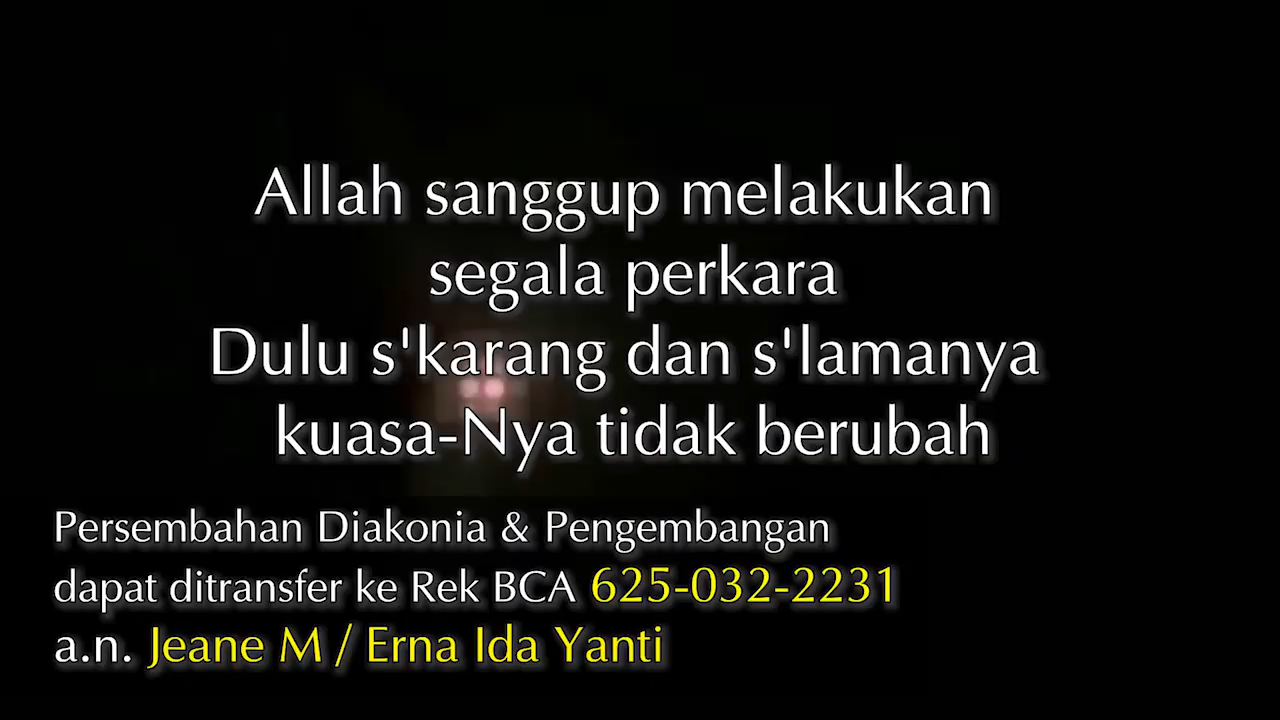 Allah sanggup melakukan
segala perkara
Dulu s'karang dan s'lamanya
kuasa-Nya tidak berubah
Persembahan Diakonia & Pengembangan
dapat ditransfer ke Rek BCA 625-032-2231
a.n. Jeane M / Erna Ida Yanti